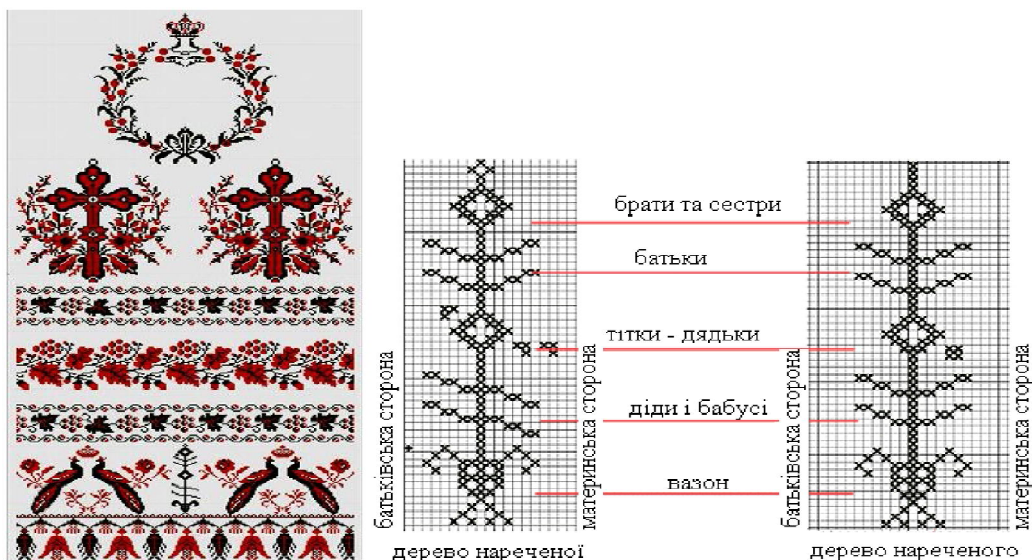 брати та сестри
батьки
тітки - дядьки
діди і бабусі
вазон
батьківська сторона
материнська сторона
батьківська сторона
материнська сторона
дерево нареченої
дерево нареченого